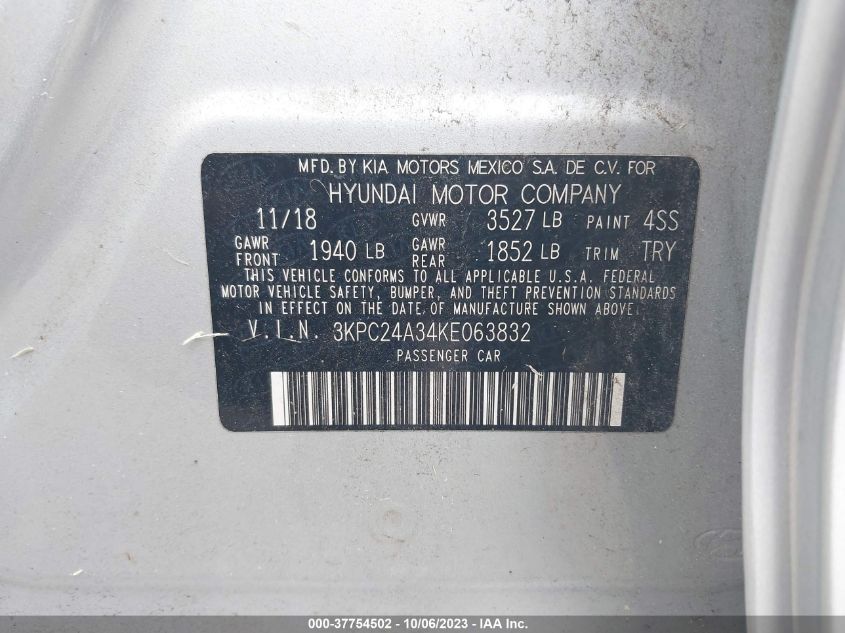 MFD. BY KIA MOTORS MEXICO S.A. DE C.V. FOR
HYUNDAI MOTOR COMPANY
11/18 GVWR 3527 LB PAINT 4SS
GAWR FRONT 1940 LB GAWR REAR 1852 LB TRIM TRY
THIS VEHICLE CONFORMS TO ALL APPLICABLE U.S.A. FEDERAL
MOTOR VEHICLE SAFETY, BUMPER, AND THEFT PREVENTION STANDARDS
IN EFFECT ON THE DATE OF MANUFACTURE SHOWN ABOVE.
V.I.N. 3KPC24A34KE063832
PASSENGER CAR
000-37754502 - 10/06/2023 - IAA Inc.